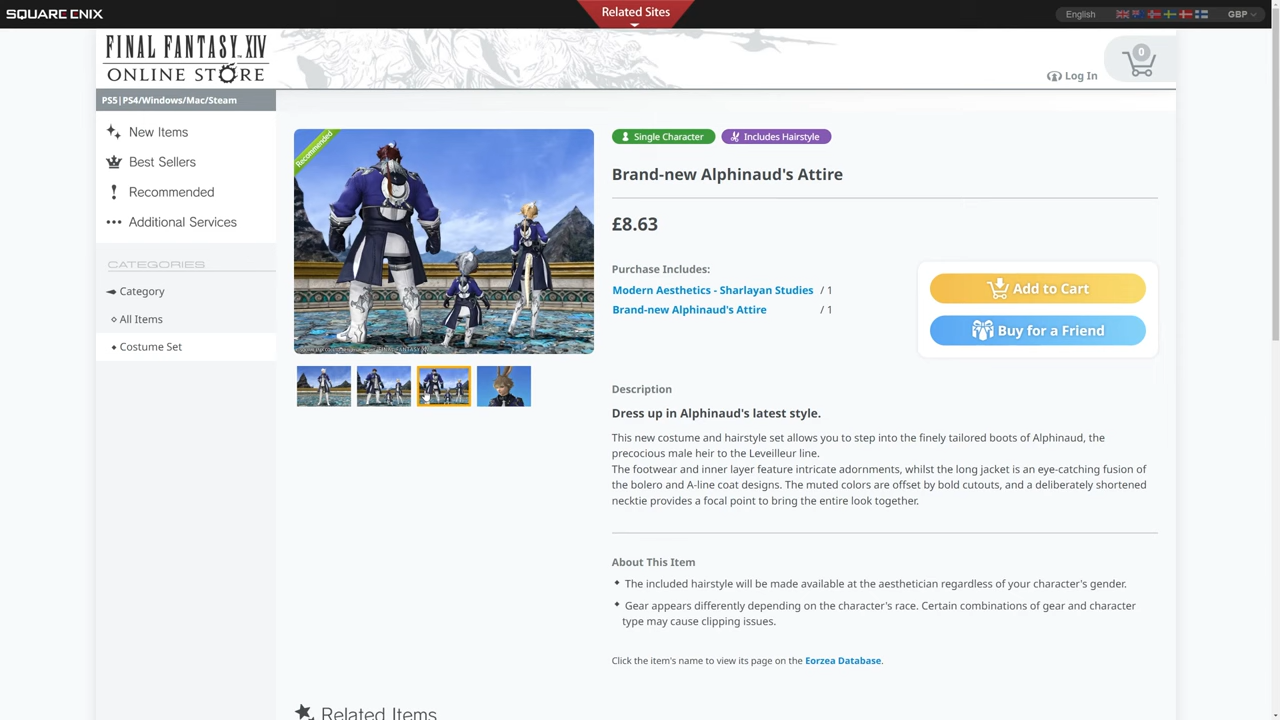 SQUARE ENIX
Related Sites
English
GBP
FINAL FANTASY XIV
ONLINE STORE
0
Log In
PS5|PS4/Windows/Mac/Steam
New Items
Best Sellers
Recommended
Additional Services
CATEGORIES
Category
All Items
Costume Set
Recommended
Single Character
Includes Hairstyle
Brand-new Alphinaud's Attire
£8.63
Purchase Includes:
Modern Aesthetics - Sharlayan Studies / 1
Brand-new Alphinaud's Attire / 1
Add to Cart
Buy for a Friend
Description
Dress up in Alphinaud's latest style.
This new costume and hairstyle set allows you to step into the finely tailored boots of Alphinaud, the
precocious male heir to the Leveilleur line.
The footwear and inner layer feature intricate adornments, whilst the long jacket is an eye-catching fusion of
the bolero and A-line coat designs. The muted colors are offset by bold cutouts, and a deliberately shortened
necktie provides a focal point to bring the entire look together.
About This Item
The included hairstyle will be made available at the aesthetician regardless of your character's gender.
Gear appears differently depending on the character's race. Certain combinations of gear and character
type may cause clipping issues.
Click the item's name to view its page on the Eorzea Database.
Related Items